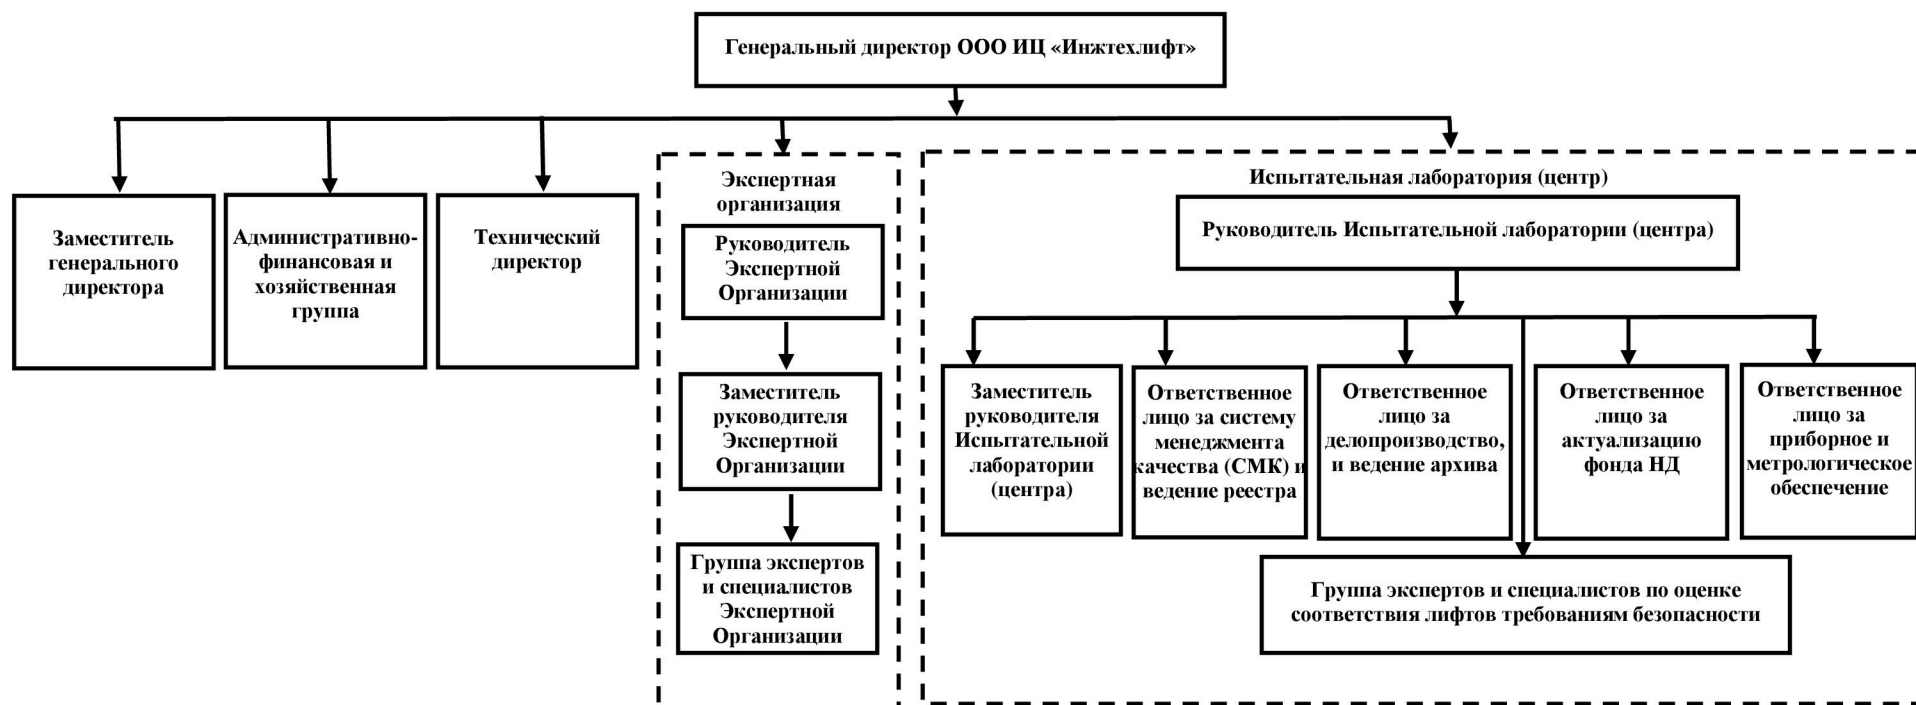 Генеральный директор ООО ИЦ «Инжтехлифт»
Заместитель
генерального
директора
Административно-
финансовая и
хозяйственная
группа
Технический
директор
Экспертная
организация
Руководитель
Экспертной
Организации
Заместитель
руководителя
Экспертной
Организации
Группа экспертов
и специалистов
Экспертной
Организации
Испытательная лаборатория (центр)
Руководитель Испытательной лаборатории (центра)
Заместитель
руководителя
Испытательной
лаборатории
(центра)
Ответственное
лицо за систему
менеджмента
качества (СМК) и
ведение реестра
Ответственное
лицо за
делопроизводство,
и ведение архива
Ответственное
лицо за
актуализацию
фонда НД
Ответственное
лицо за
приборное и
метрологическое
обеспечение
Группа экспертов и специалистов по оценке
соответствия лифтов требованиям безопасности